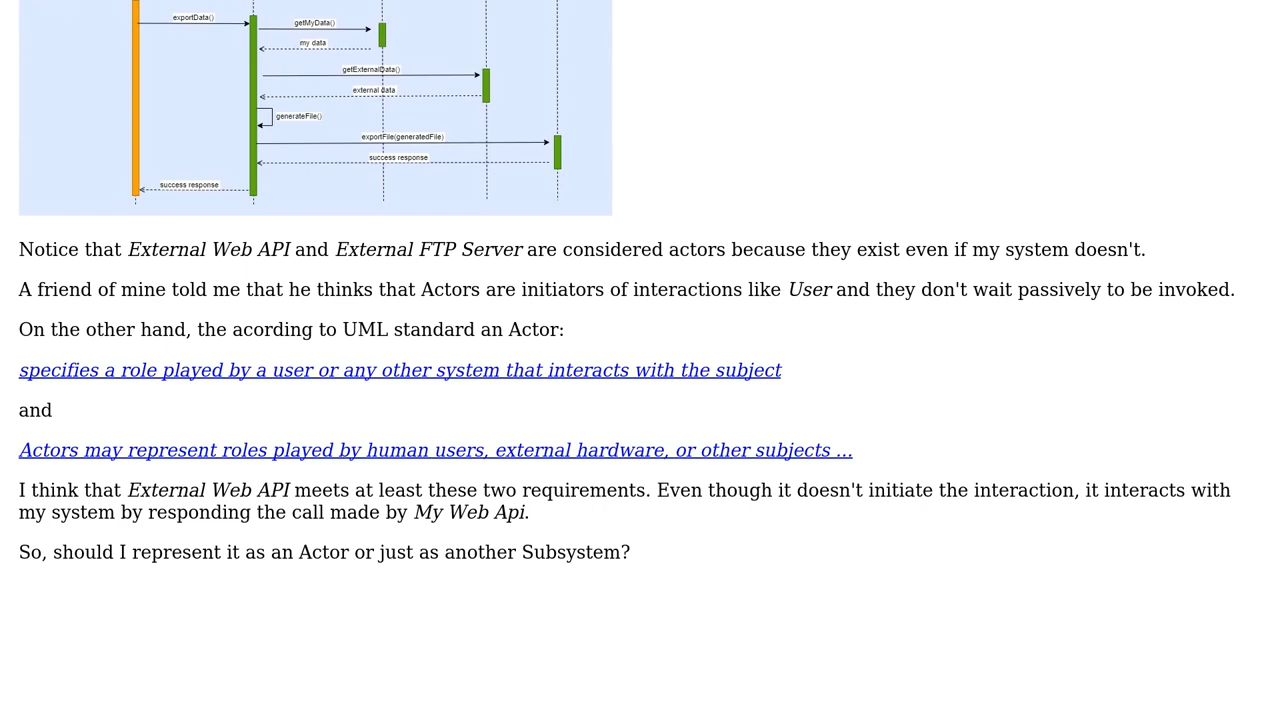 exportData()
getMyData()
my data
getExternalData()
external data
generateFile()
exportFile(generatedFile)
success response
success response
Notice that External Web API and External FTP Server are considered actors because they exist even if my system doesn't.
A friend of mine told me that he thinks that Actors are initiators of interactions like User and they don't wait passively to be invoked.
On the other hand, the acording to UML standard an Actor:
specifies a role played by a user or any other system that interacts with the subject
and
Actors may represent roles played by human users, external hardware, or other subjects ...
I think that External Web API meets at least these two requirements. Even though it doesn't initiate the interaction, it interacts with
my system by responding the call made by My Web Api.
So, should I represent it as an Actor or just as another Subsystem?